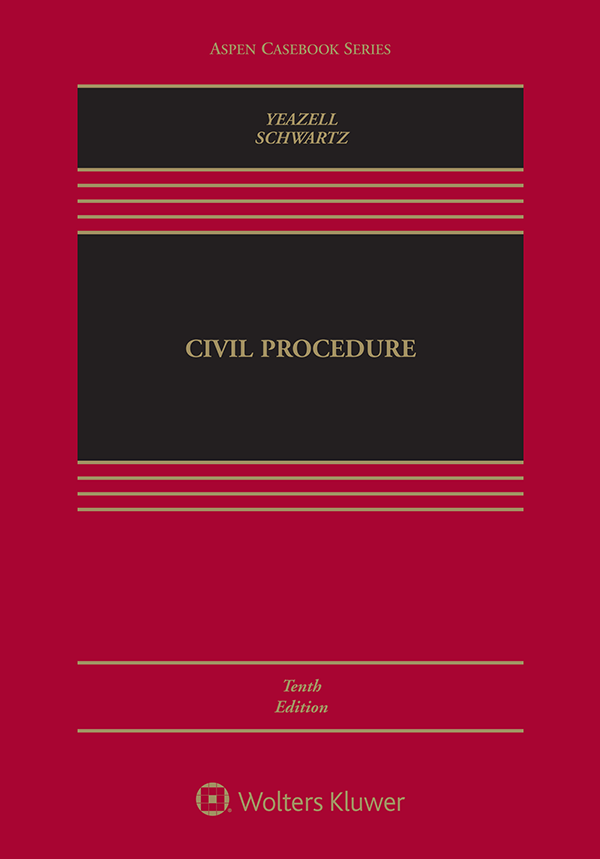 ASPEN CASEBOOK SERIES
YEAZELL
SCHWARTZ
CIVIL PROCEDURE
Tenth
Edition
Wolters Kluwer